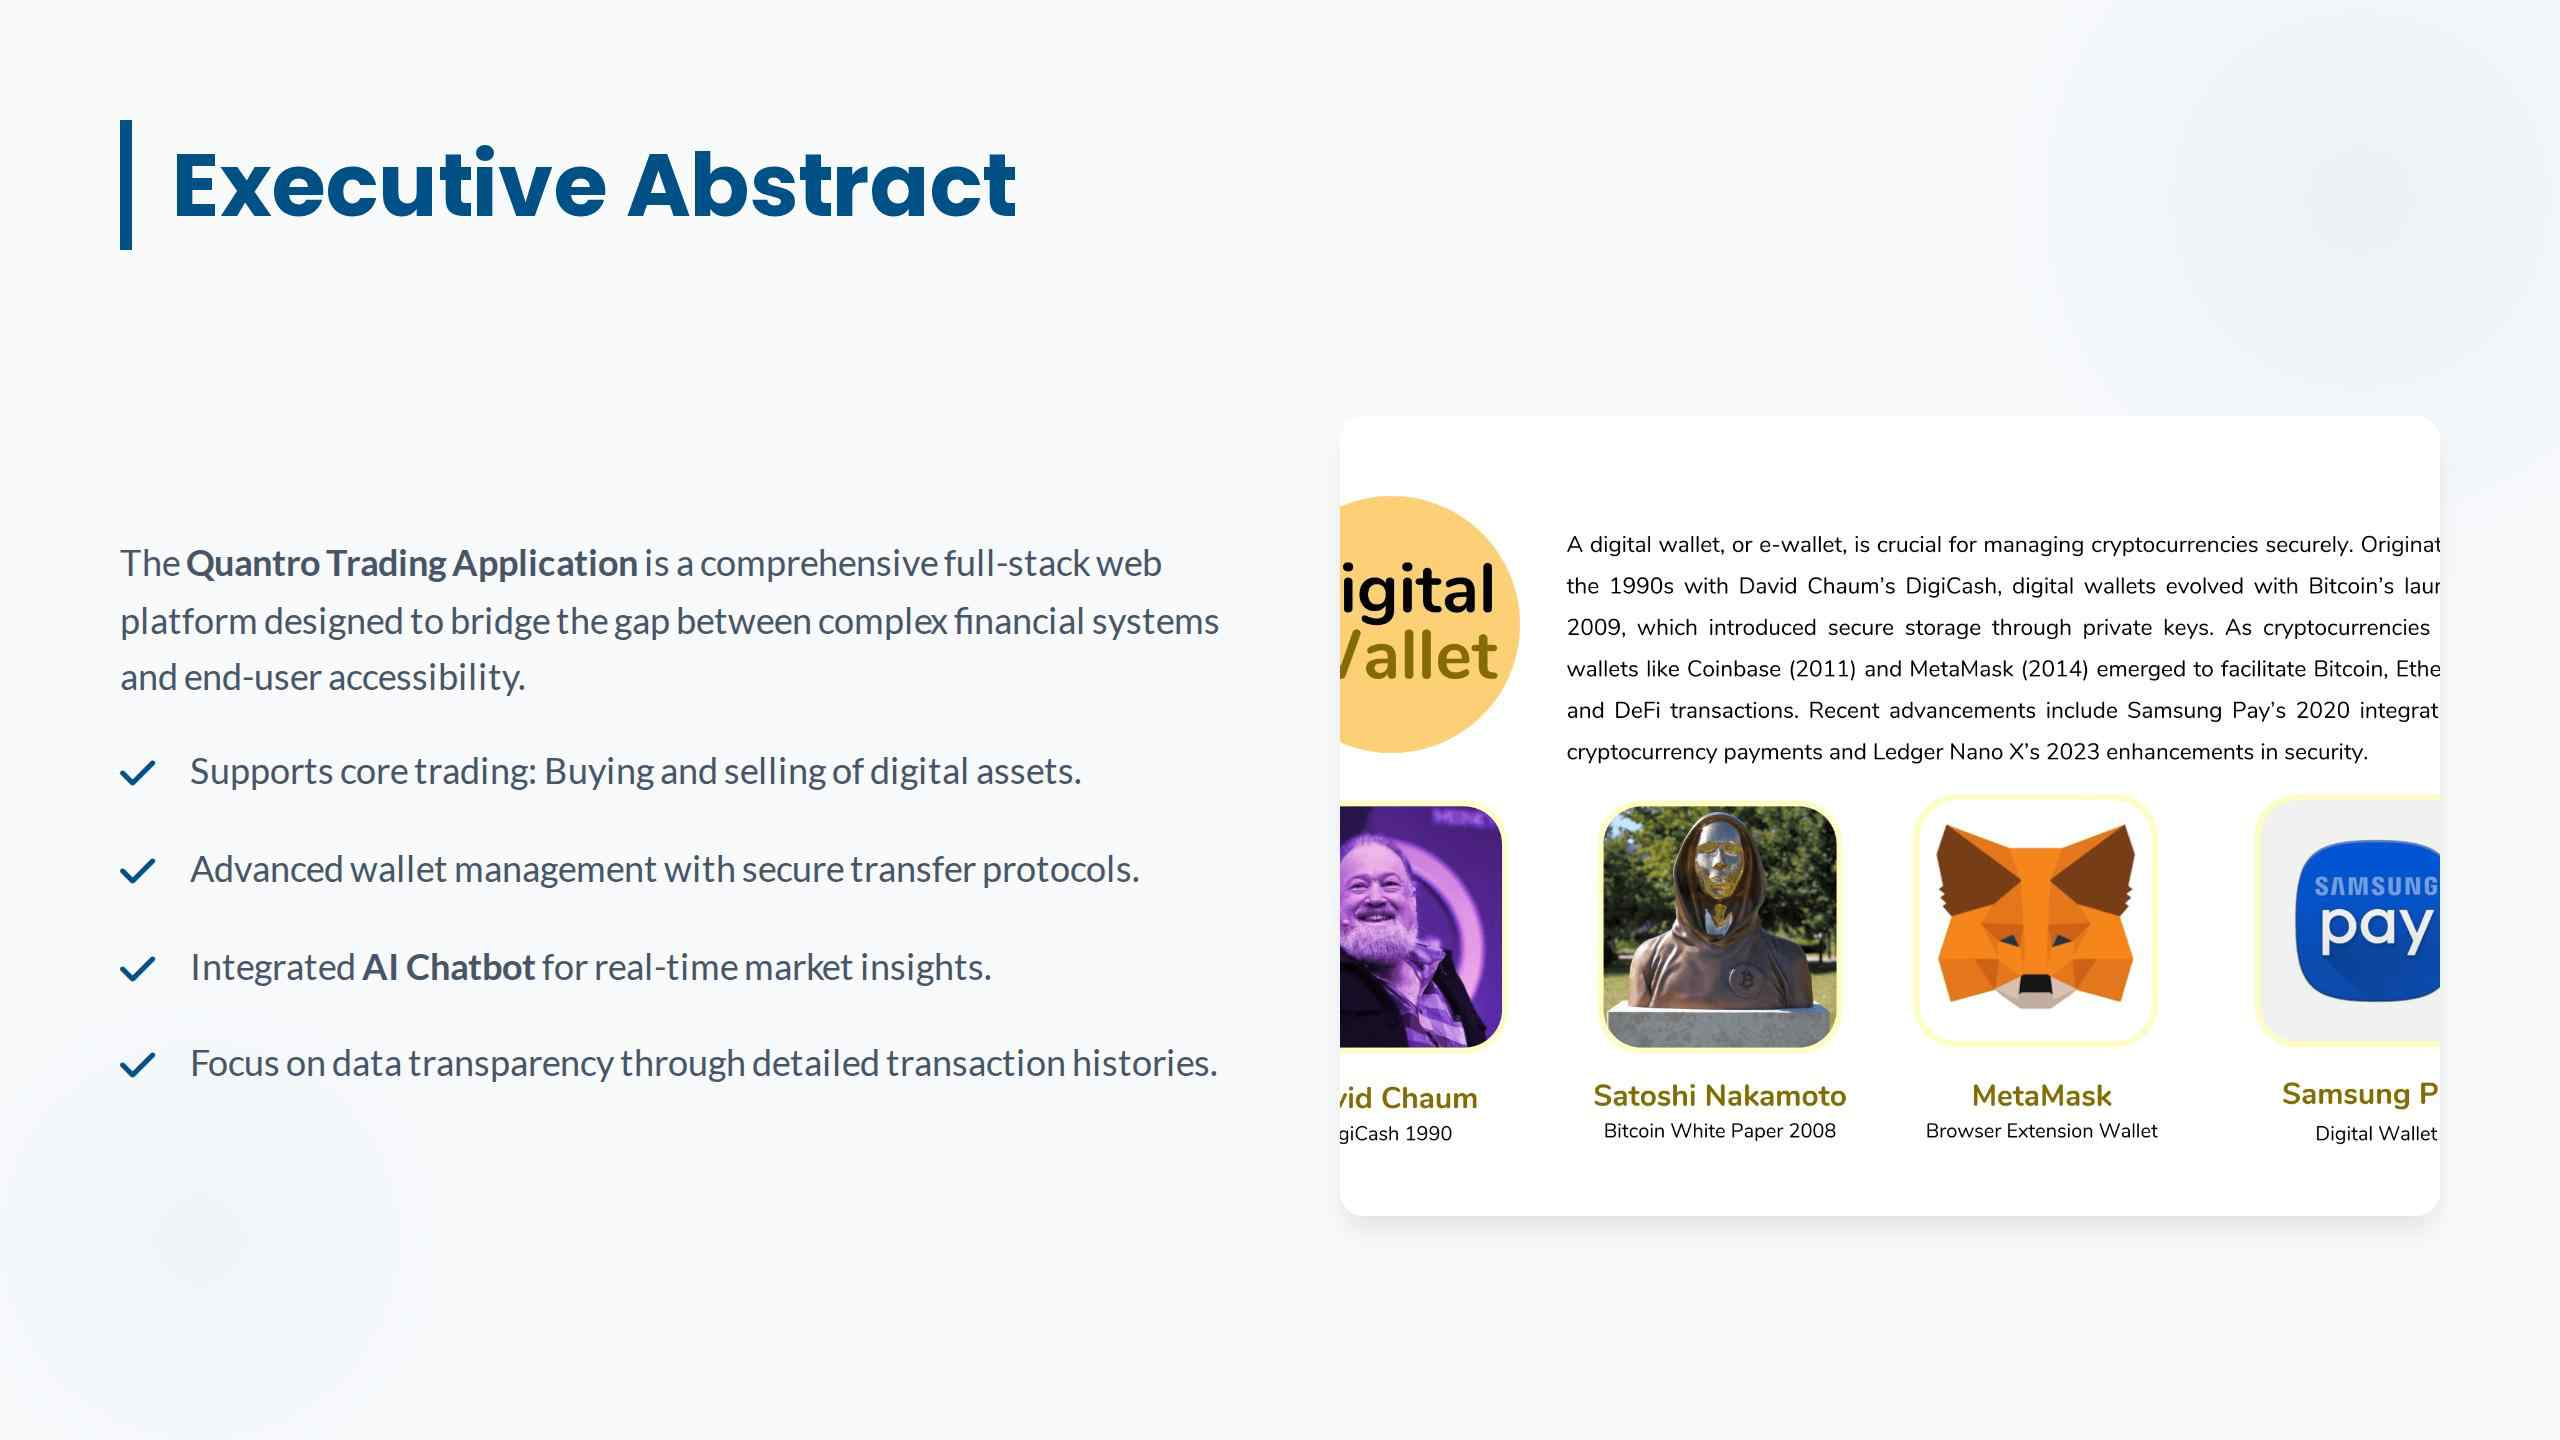 Executive Abstract
The Quantro Trading Application is a comprehensive full-stack web
platform designed to bridge the gap between complex financial systems
and end-user accessibility.
Supports core trading: Buying and selling of digital assets.
Advanced wallet management with secure transfer protocols.
Integrated AI Chatbot for real-time market insights.
Focus on data transparency through detailed transaction histories.
igital
allet
A digital wallet, or e-wallet, is crucial for managing cryptocurrencies securely. Originat
the 1990s with David Chaum’s DigiCash, digital wallets evolved with Bitcoin’s laun
2009, which introduced secure storage through private keys. As cryptocurrencies
wallets like Coinbase (2011) and MetaMask (2014) emerged to facilitate Bitcoin, Ethe
and DeFi transactions. Recent advancements include Samsung Pay’s 2020 integrat
cryptocurrency payments and Ledger Nano X’s 2023 enhancements in security.
SAMSUNG
pay
vid Chaum
giCash 1990
Satoshi Nakamoto
Bitcoin White Paper 2008
MetaMask
Browser Extension Wallet
Samsung P
Digital Wallet